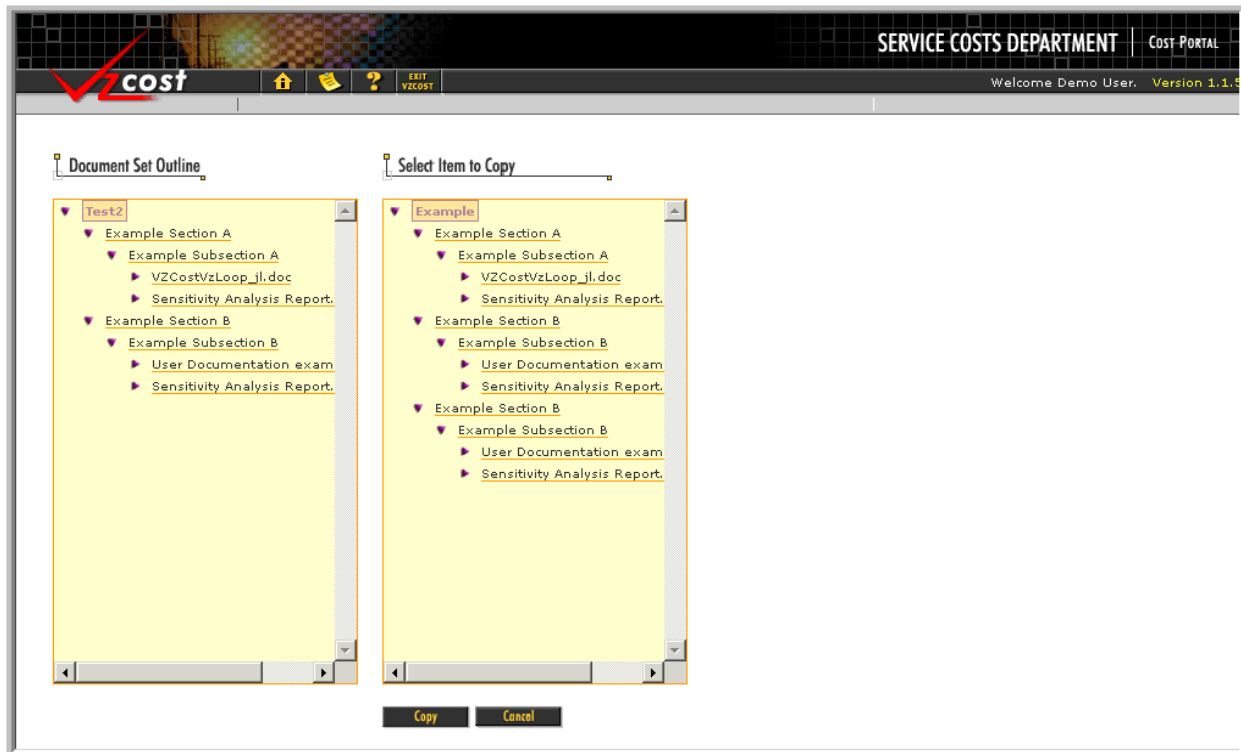 SERVICE COSTS DEPARTMENT COST PORTAL
Vzcost
?
EXIT
VZCOST
Welcome Demo User. Version 1.1.5
Document Set Outline
Test2
Example Section A
Example Subsection A
VZCostVzLoop_jl.doc
Sensitivity Analysis Report.
Example Section B
Example Subsection B
User Documentation exam
Sensitivity Analysis Report.
Select Item to Copy
Example
Example Section A
Example Subsection A
VZCostVzLoop_jl.doc
Sensitivity Analysis Report.
Example Section B
Example Subsection B
User Documentation exam
Sensitivity Analysis Report.
Example Section B
Example Subsection B
User Documentation exam
Sensitivity Analysis Report.
Copy Cancel